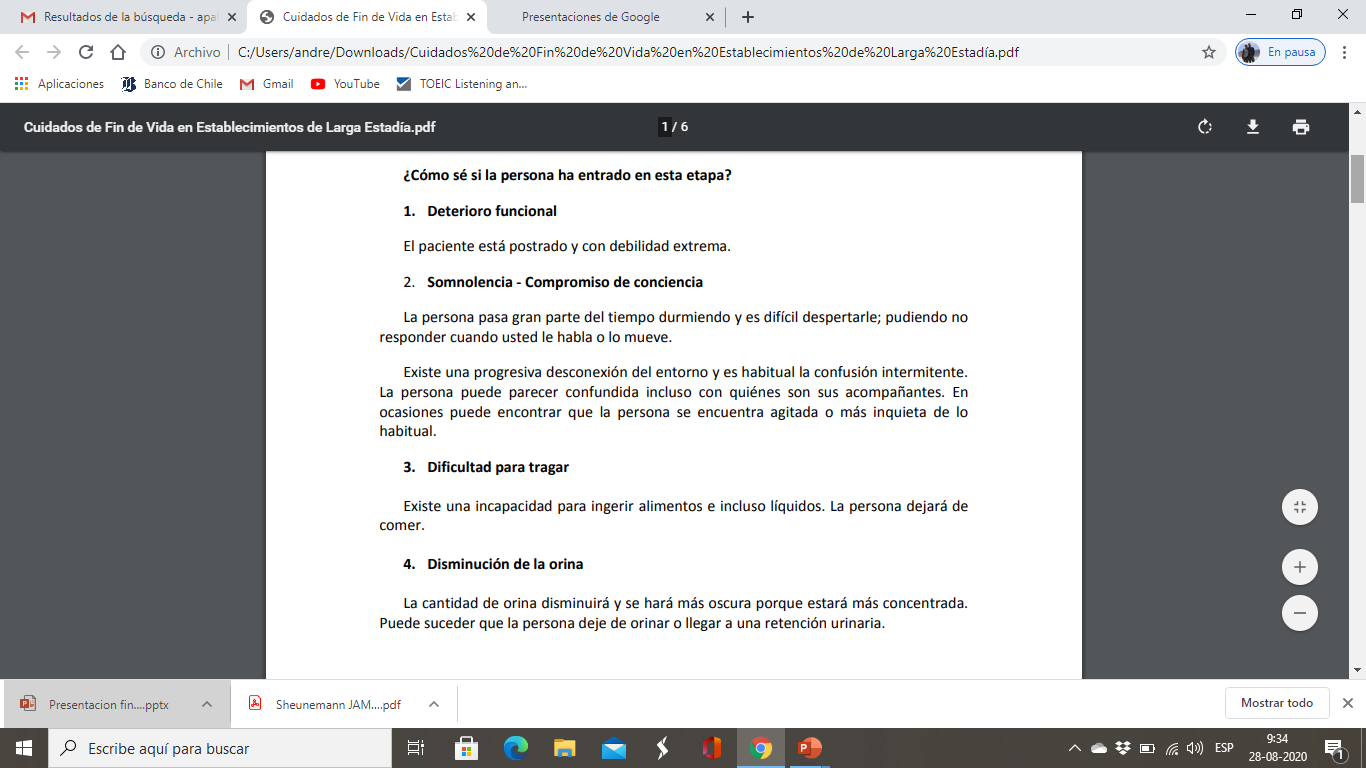 Resultados de la búsqueda - apal
Cuidados de Fin de Vida en Estab
Presentaciones de Google
Archivo
C:/Users/andre/Downloads/Cuidados%20de%20Fin%20de%20Vida%20en%20Establecimientos%20de%20Larga%20Estadía.pdf
En pausa
Aplicaciones
Banco de Chile
Gmail
YouTube
TOEIC Listening an...
Cuidados de Fin de Vida en Establecimientos de Larga Estadía.pdf
1 / 6
¿Cómo sé si la persona ha entrado en esta etapa?
1. Deterioro funcional
El paciente está postrado y con debilidad extrema.
2. Somnolencia - Compromiso de conciencia
La persona pasa gran parte del tiempo durmiendo y es difícil despertarle; pudiendo no
responder cuando usted le habla o lo mueve.
Existe una progresiva desconexión del entorno y es habitual la confusión intermitente.
La persona puede parecer confundida incluso con quiénes son sus acompañantes. En
ocasiones puede encontrar que la persona se encuentra agitada o más inquieta de lo
habitual.
3. Dificultad para tragar
Existe una incapacidad para ingerir alimentos e incluso líquidos. La persona dejará de
comer.
4. Disminución de la orina
La cantidad de orina disminuirá y se hará más oscura porque estará más concentrada.
Puede suceder que la persona deje de orinar o llegar a una retención urinaria.
Presentacion fin....pptx
Sheunemann JAM....pdf
Mostrar todo
Escribe aquí para buscar
ESP
9:34
28-08-2020
1